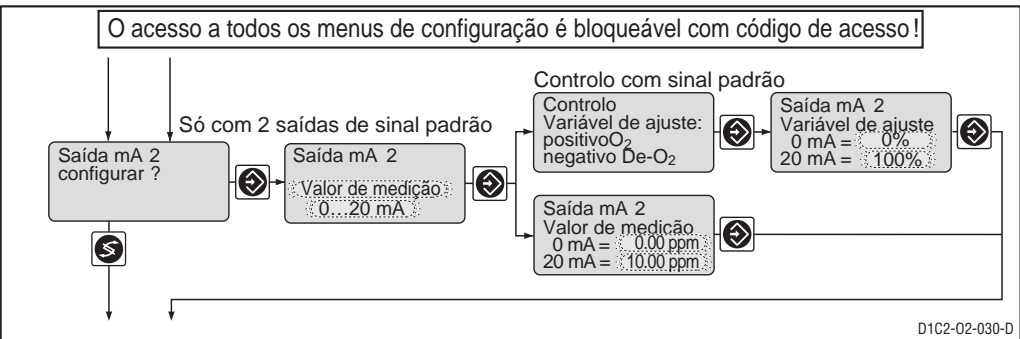 O acesso a todos os menus de configuração é bloqueável com código de acesso!
Só com 2 saídas de sinal padrão
Saída mA 2
configurar ?
Saída mA 2
Valor de medição
0...20 mA
Controlo com sinal padrão
Controlo
Variável de ajuste:
positivoO₂
negativo De-O₂
Saída mA 2
Variável de ajuste
0 mA = 0%
20 mA = 100%
Saída mA 2
Valor de medição
0 mA = 0.00 ppm
20 mA = 10.00 ppm
D1C2-O2-030-D